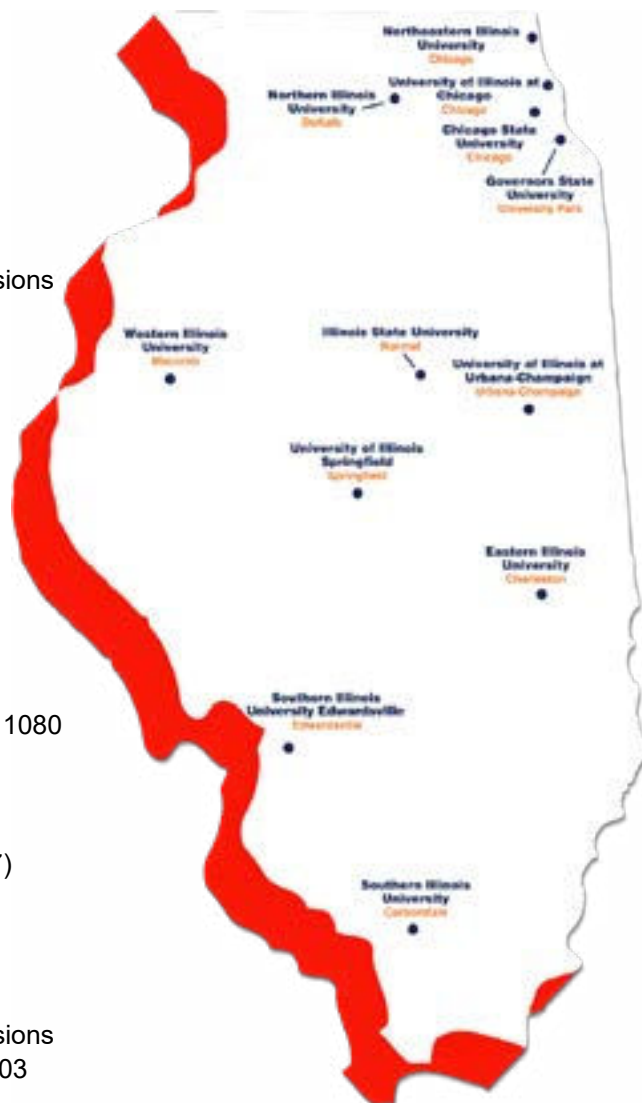 Northeastern Illinois
University
Chicago
University of Illinois at
Chicago
Chicago
Northern Illinois
University
DeKalb
Chicago State
University
Chicago
Governors State
University
University Park
sions
Western Illinois
University
Macomb
Illinois State University
Normal
University of Illinois at
Urbana-Champaign
Urbana-Champaign
University of Illinois
Springfield
Springfield
Eastern Illinois
University
Charleston
Southern Illinois
University Edwardsville
Edwardsville
1080
)
Southern Illinois
University
Carbondale
sions
03